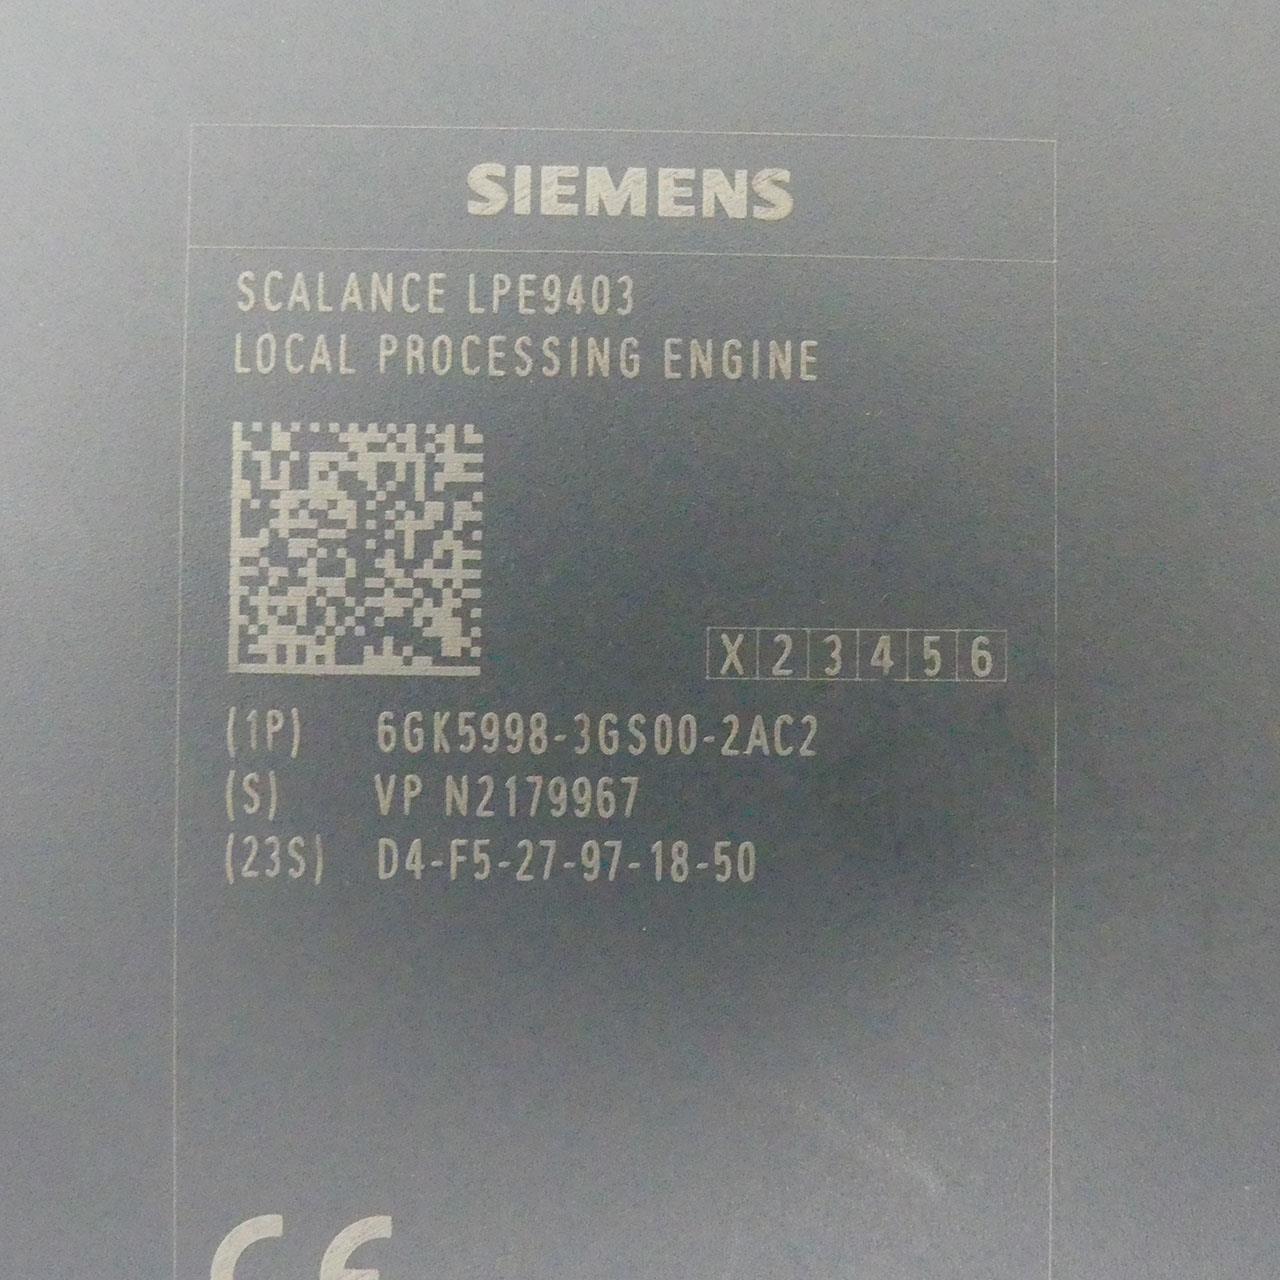 SIEMENS
SCALANCE LPE9403
LOCAL PROCESSING ENGINE
X 2 3 4 5 6
(1P) 6GK5998-3GS00-2AC2
(S) VP N2179967
(23S) D4-F5-27-97-18-50
CE